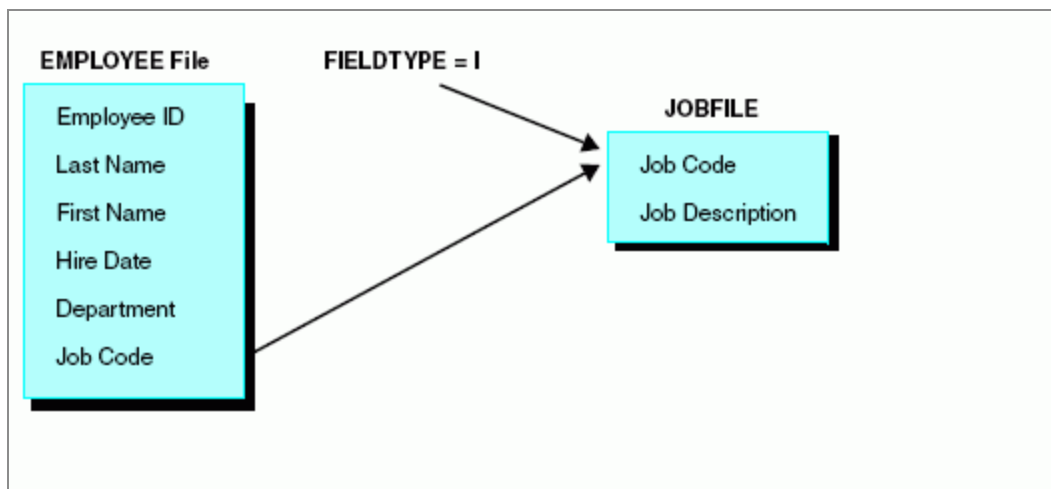 EMPLOYEE File
Employee ID
Last Name
First Name
Hire Date
Department
Job Code
FIELDTYPE = I
JOBFILE
Job Code
Job Description